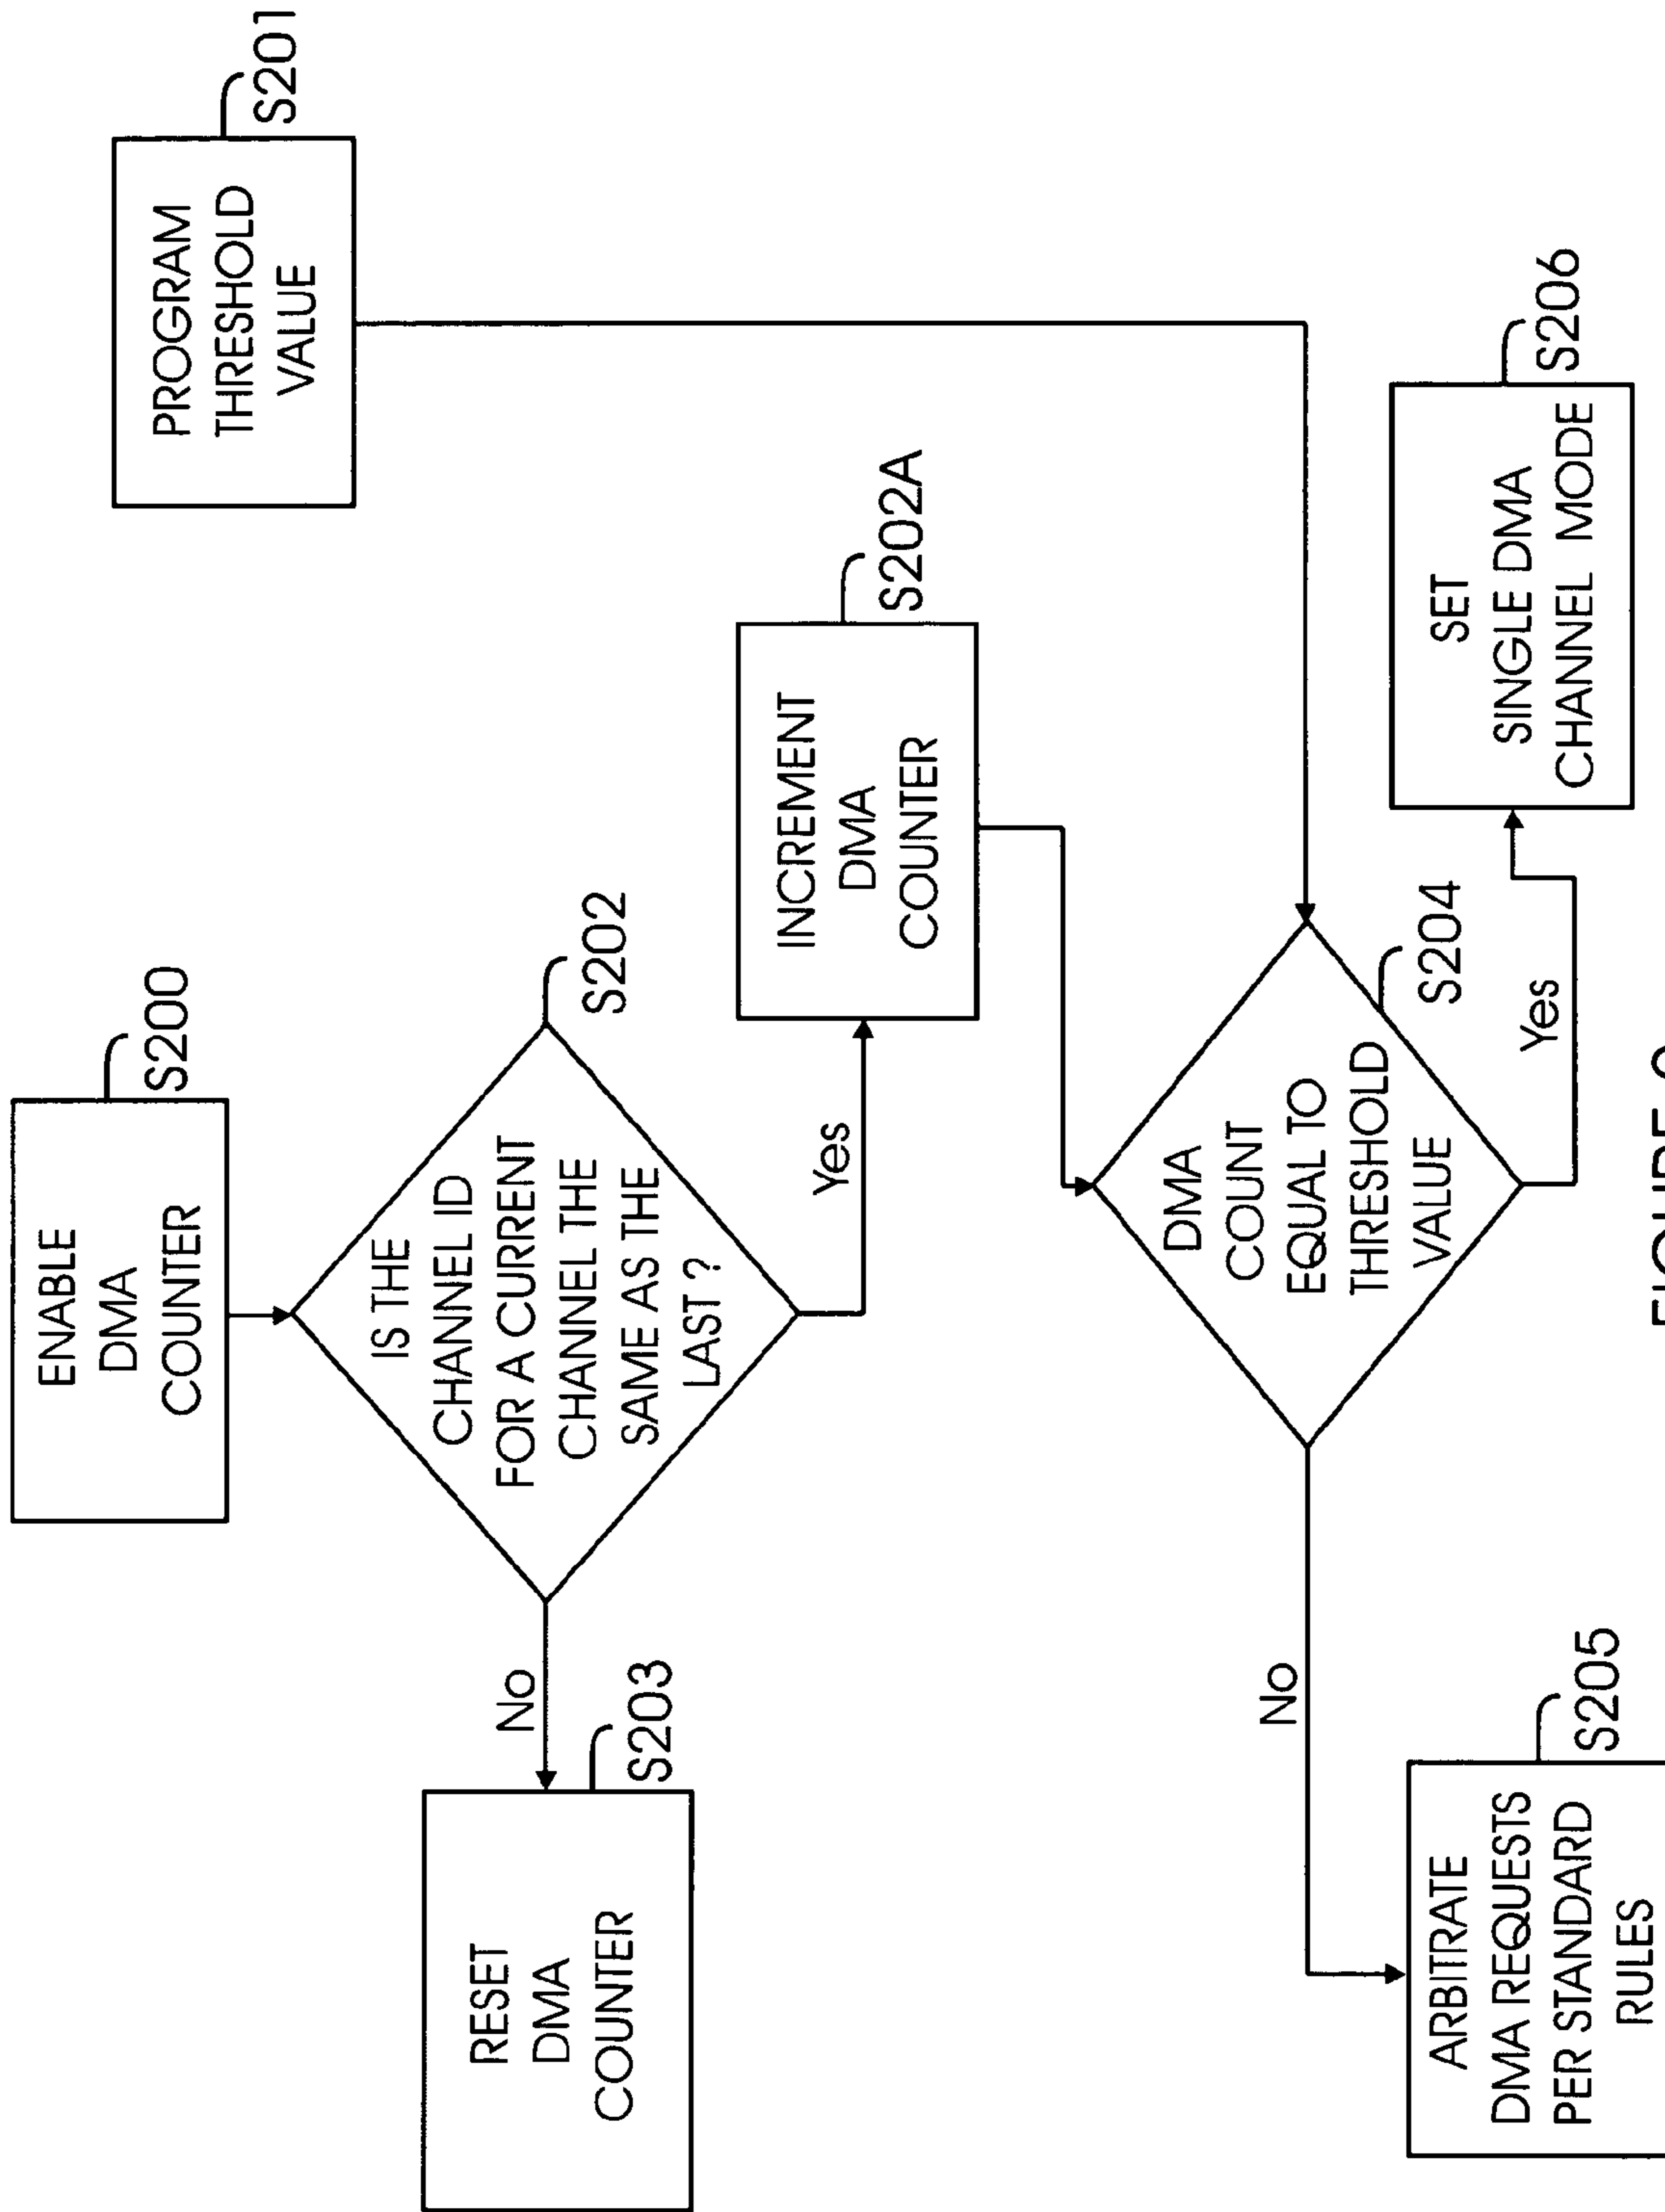 ENABLE
DMA
COUNTER
S200
PROGRAM
THRESHOLD
VALUE
S201
IS THE
CHANNEL ID
FOR A CURRENT
CHANNEL THE
SAME AS THE
LAST ?
S202
No
RESET
DMA
COUNTER
S203
Yes
INCREMENT
DMA
COUNTER
S202A
DMA
COUNT
EQUAL TO
THRESHOLD
VALUE
S204
No
ARBITRATE
DMA REQUESTS
PER STANDARD
RULES
S205
Yes
SET
SINGLE DMA
CHANNEL MODE
S206
FIGURE